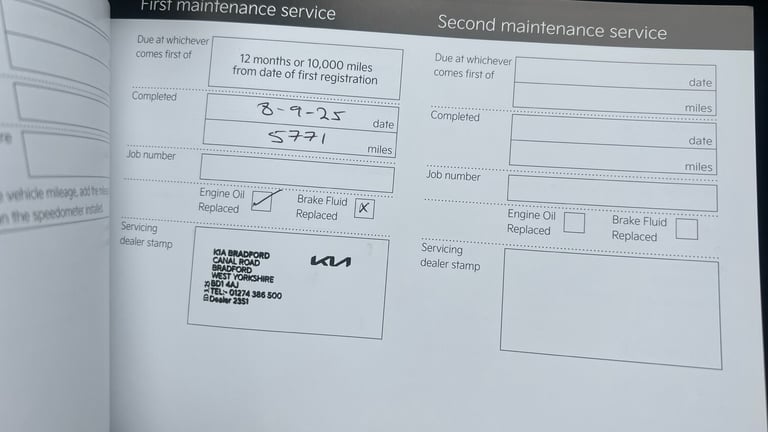 First maintenance service
Due at whichever
comes first of
12 months or 10,000 miles
from date of first registration
Completed
8-9-25 date
5771 miles
Job number
Engine Oil
Replaced
Brake Fluid
Replaced
Servicing
dealer stamp
KIA BRADFORD
CANAL ROAD
BRADFORD
WEST YORKSHIRE
BD1 4AJ
TEL:- 01274 386 500
Dealer 2351
KIA
Second maintenance service
Due at whichever
comes first of
date
miles
Completed
date
miles
Job number
Engine Oil
Replaced
Brake Fluid
Replaced
Servicing
dealer stamp
vehicle mileage, add the
the speedometer